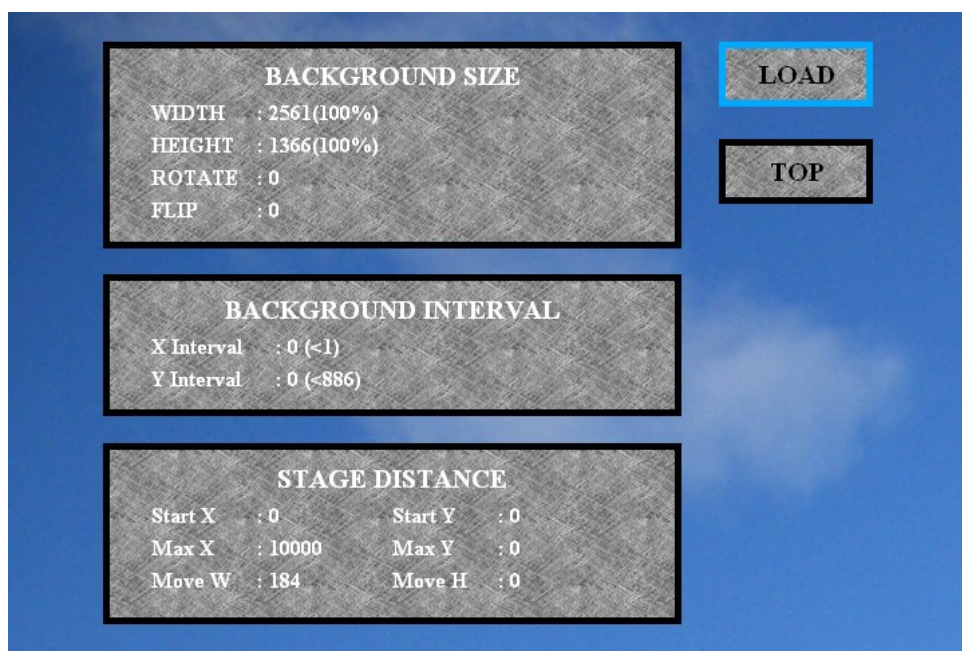 BACKGROUND SIZE
WIDTH : 2561(100%)
HEIGHT : 1366(100%)
ROTATE : 0
FLIP : 0
LOAD
TOP
BACKGROUND INTERVAL
X Interval : 0 (<1)
Y Interval : 0 (<886)
STAGE DISTANCE
Start X : 0 Start Y : 0
Max X : 10000 Max Y : 0
Move W : 184 Move H : 0